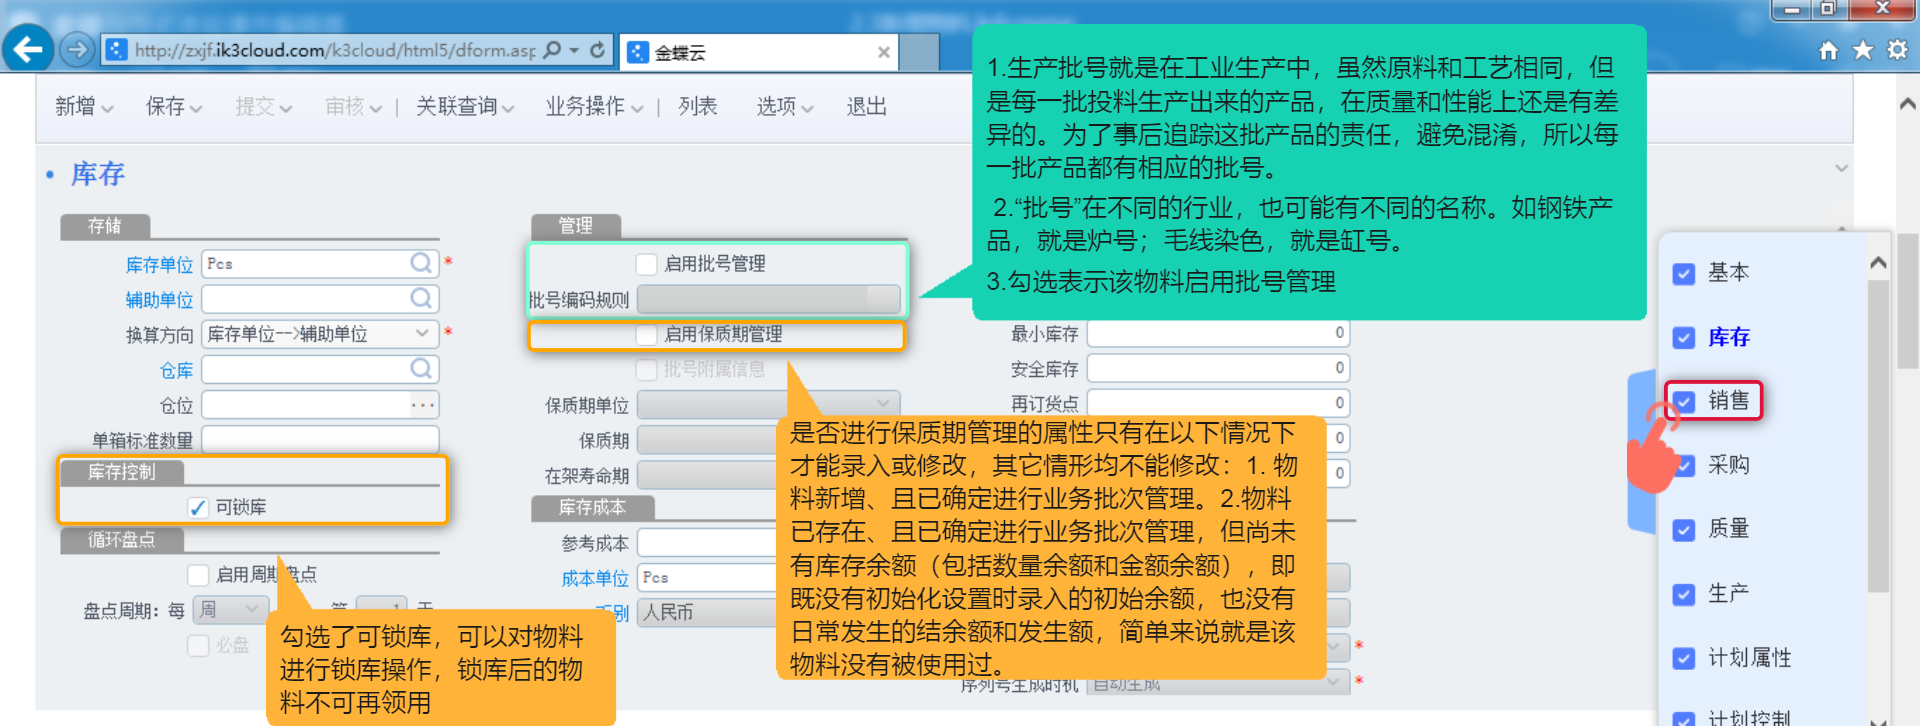 http://zxjf.ik3cloud.com/k3cloud/html5/dform.asp
金蝶云
新增
保存
提交
审核
关联查询
业务操作
列表
选项
退出
库存
存储
库存单位 Pcs *
辅助单位
换算方向 库存单位-->辅助单位 *
仓库
仓位 ...
单箱标准数量
库存控制
可锁库
循环盘点
启用周期盘点
盘点周期：每 周
必盘
管理
启用批号管理
批号编码规则
启用保质期管理
批号附属信息
保质期单位
保质期
在架寿命期
库存成本
参考成本
成本单位 Pcs
人民币
最小库存 0
安全库存 0
再订货点 0
0
0
*
序列号生成时机 自动生成 *
1.生产批号就是在工业生产中，虽然原料和工艺相同，但
是每一批投料生产出来的产品，在质量和性能上还是有差
异的。为了事后追踪这批产品的责任，避免混淆，所以每
一批产品都有相应的批号。
2.“批号”在不同的行业，也可能有不同的名称。如钢铁产
品，就是炉号；毛线染色，就是缸号。
3.勾选表示该物料启用批号管理
是否进行保质期管理的属性只有在以下情况下
才能录入或修改，其它情形均不能修改：1. 物
料新增、且已确定进行业务批次管理。2.物料
已存在、且已确定进行业务批次管理，但尚未
有库存余额（包括数量余额和金额余额），即
既没有初始化设置时录入的初始余额，也没有
日常发生的结余额和发生额，简单来说就是该
物料没有被使用过。
勾选了可锁库，可以对物料
进行锁库操作，锁库后的物
料不可再领用
基本
库存
销售
采购
质量
生产
计划属性
计划控制